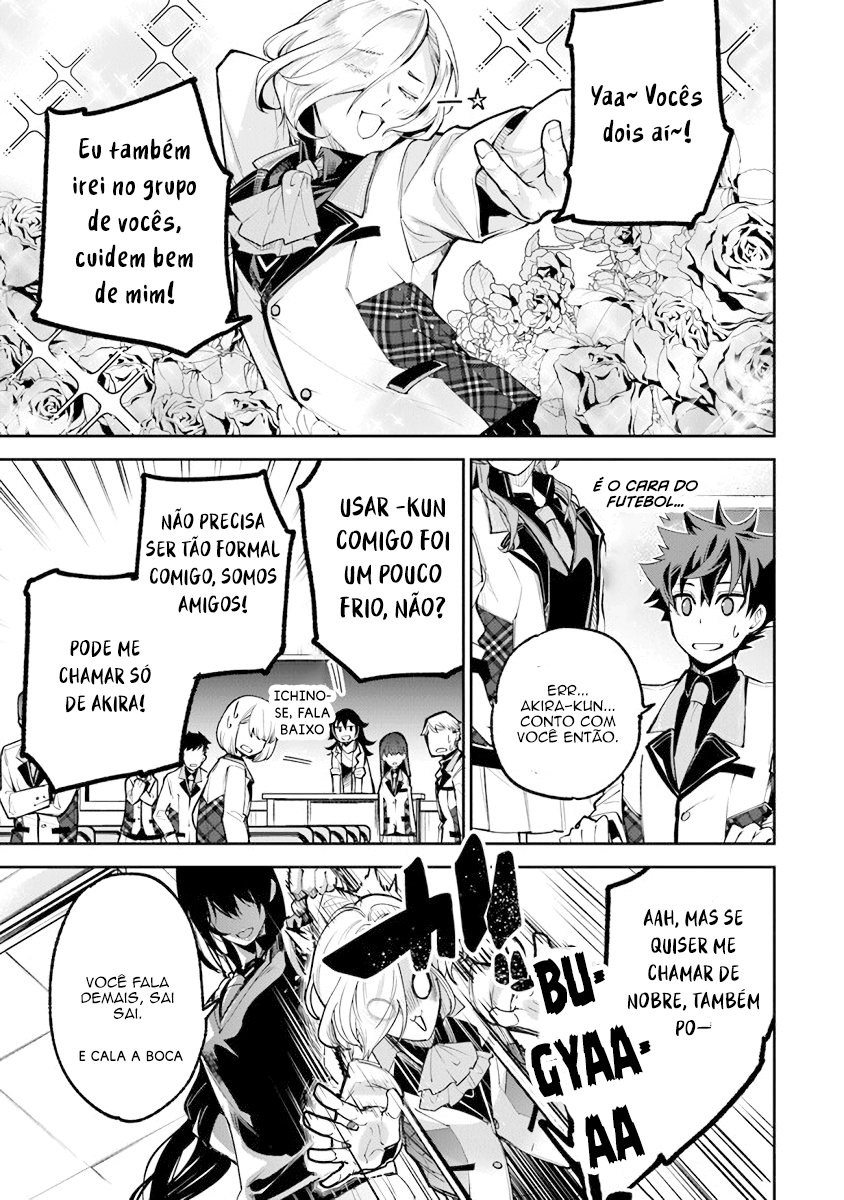 Yaa~ Vocês
dois aí~!
Eu também
irei no grupo
de vocês,
cuidem bem
de mim!
É O CARA DO
FUTEBOL...
ERR...
AKIRA-KUN...
CONTO COM
VOCÊ ENTÃO.
USAR -KUN
COMIGO FOI
UM POUCO
FRIO, NÃO?
NÃO PRECISA
SER TÃO FORMAL
COMIGO, SOMOS
AMIGOS!
PODE ME
CHAMAR SÓ
DE AKIRA!
ICHINO-
SE, FALA
BAIXO
AAH, MAS SE
QUISER ME
CHAMAR DE
NOBRE, TAMBÉM
PO—
BU-
GYAA-
AA
VOCÊ FALA
DEMAIS, SAI
SAI.
E CALA A BOCA